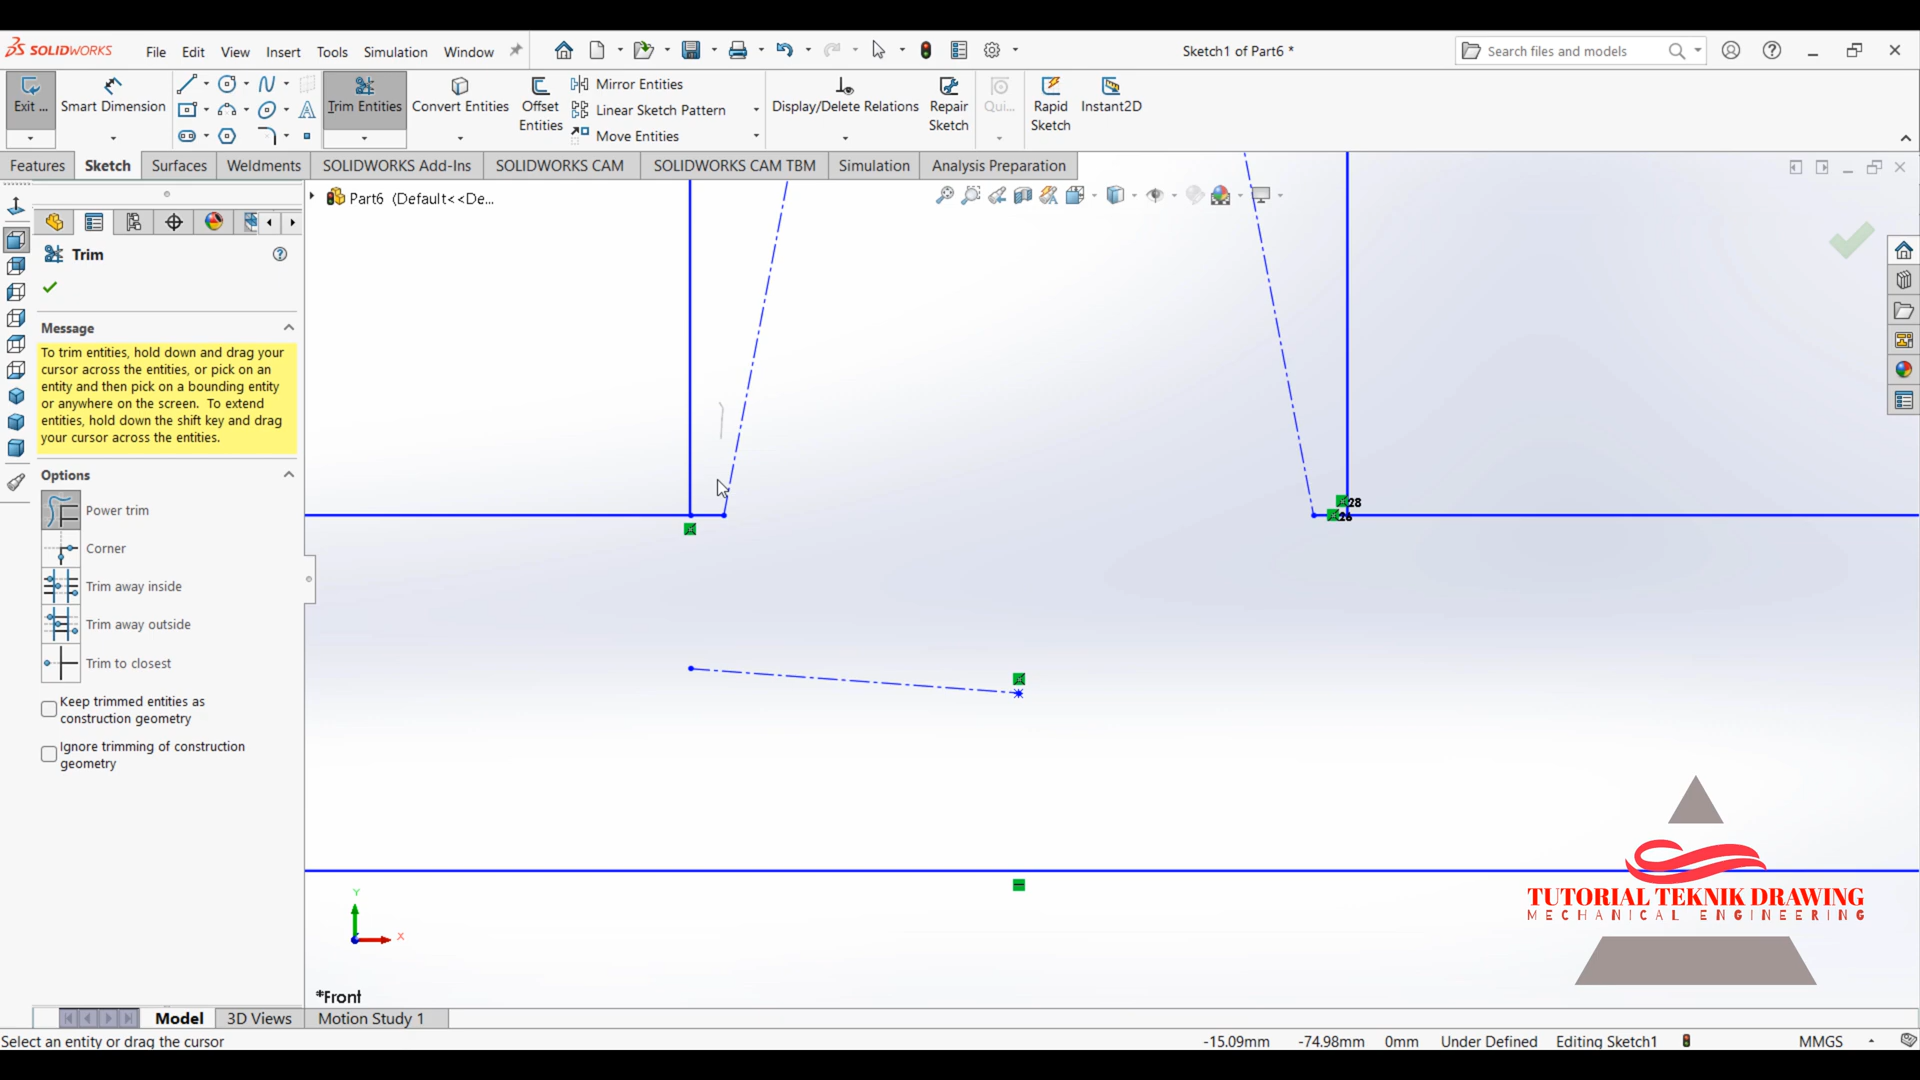 SOLIDWORKS
File Edit View Insert Tools Simulation Window
Sketch1 of Part6 *
Search files and models
Exit ...
Smart Dimension
Trim Entities
Convert Entities
Offset
Entities
Mirror Entities
Linear Sketch Pattern
Move Entities
Display/Delete Relations
Repair
Sketch
Qui...
Rapid
Sketch
Instant2D
Features Sketch Surfaces Weldments SOLIDWORKS Add-Ins SOLIDWORKS CAM SOLIDWORKS CAM TBM Simulation Analysis Preparation
Part6 (Default<<De...
Trim
Message
To trim entities, hold down and drag your
cursor across the entities, or pick on an
entity and then pick on a bounding entity
or anywhere on the screen. To extend
entities, hold down the shift key and drag
your cursor across the entities.
Options
Power trim
Corner
Trim away inside
Trim away outside
Trim to closest
Keep trimmed entities as
construction geometry
Ignore trimming of construction
geometry
28
Y
X
*Front
TUTORIAL TEKNIK DRAWING
MECHANICAL ENGINEERING
Model 3D Views Motion Study 1
Select an entity or drag the cursor
-15.09mm -74.98mm 0mm Under Defined Editing Sketch1 MMGS